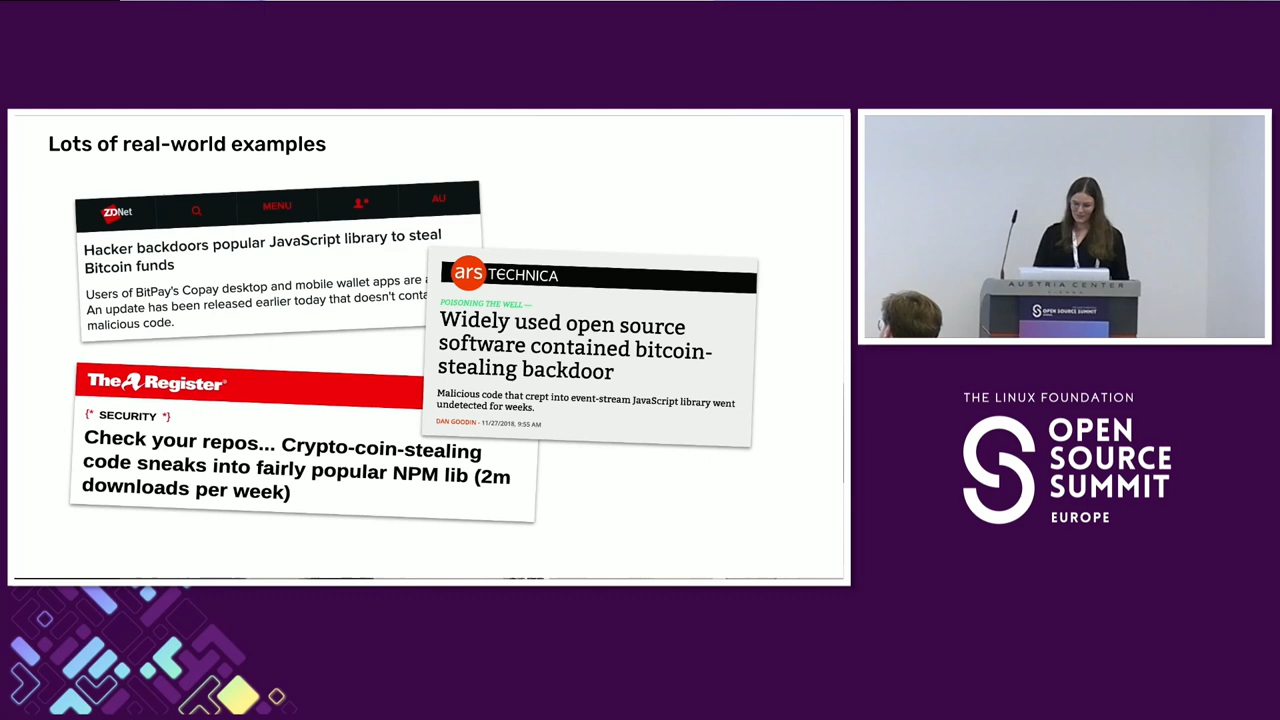 Lots of real-world examples
ZDNet
MENU
AU
Hacker backdoors popular JavaScript library to steal
Bitcoin funds
Users of BitPay's Copay desktop and mobile wallet apps are
An update has been released earlier today that doesn't
malicious code.
ars TECHNICA
POISONING THE WELL —
Widely used open source
software contained bitcoin-
stealing backdoor
Malicious code that crept into event-stream JavaScript library went
undetected for weeks.
DAN GOODIN - 11/27/2018, 9:55 AM
The Register®
{* SECURITY *}
Check your repos... Crypto-coin-stealing
code sneaks into fairly popular NPM lib (2m
downloads per week)
AUSTRIA CENTER
OPEN SOURCE SUMMIT
THE LINUX FOUNDATION
OPEN
SOURCE
SUMMIT
EUROPE